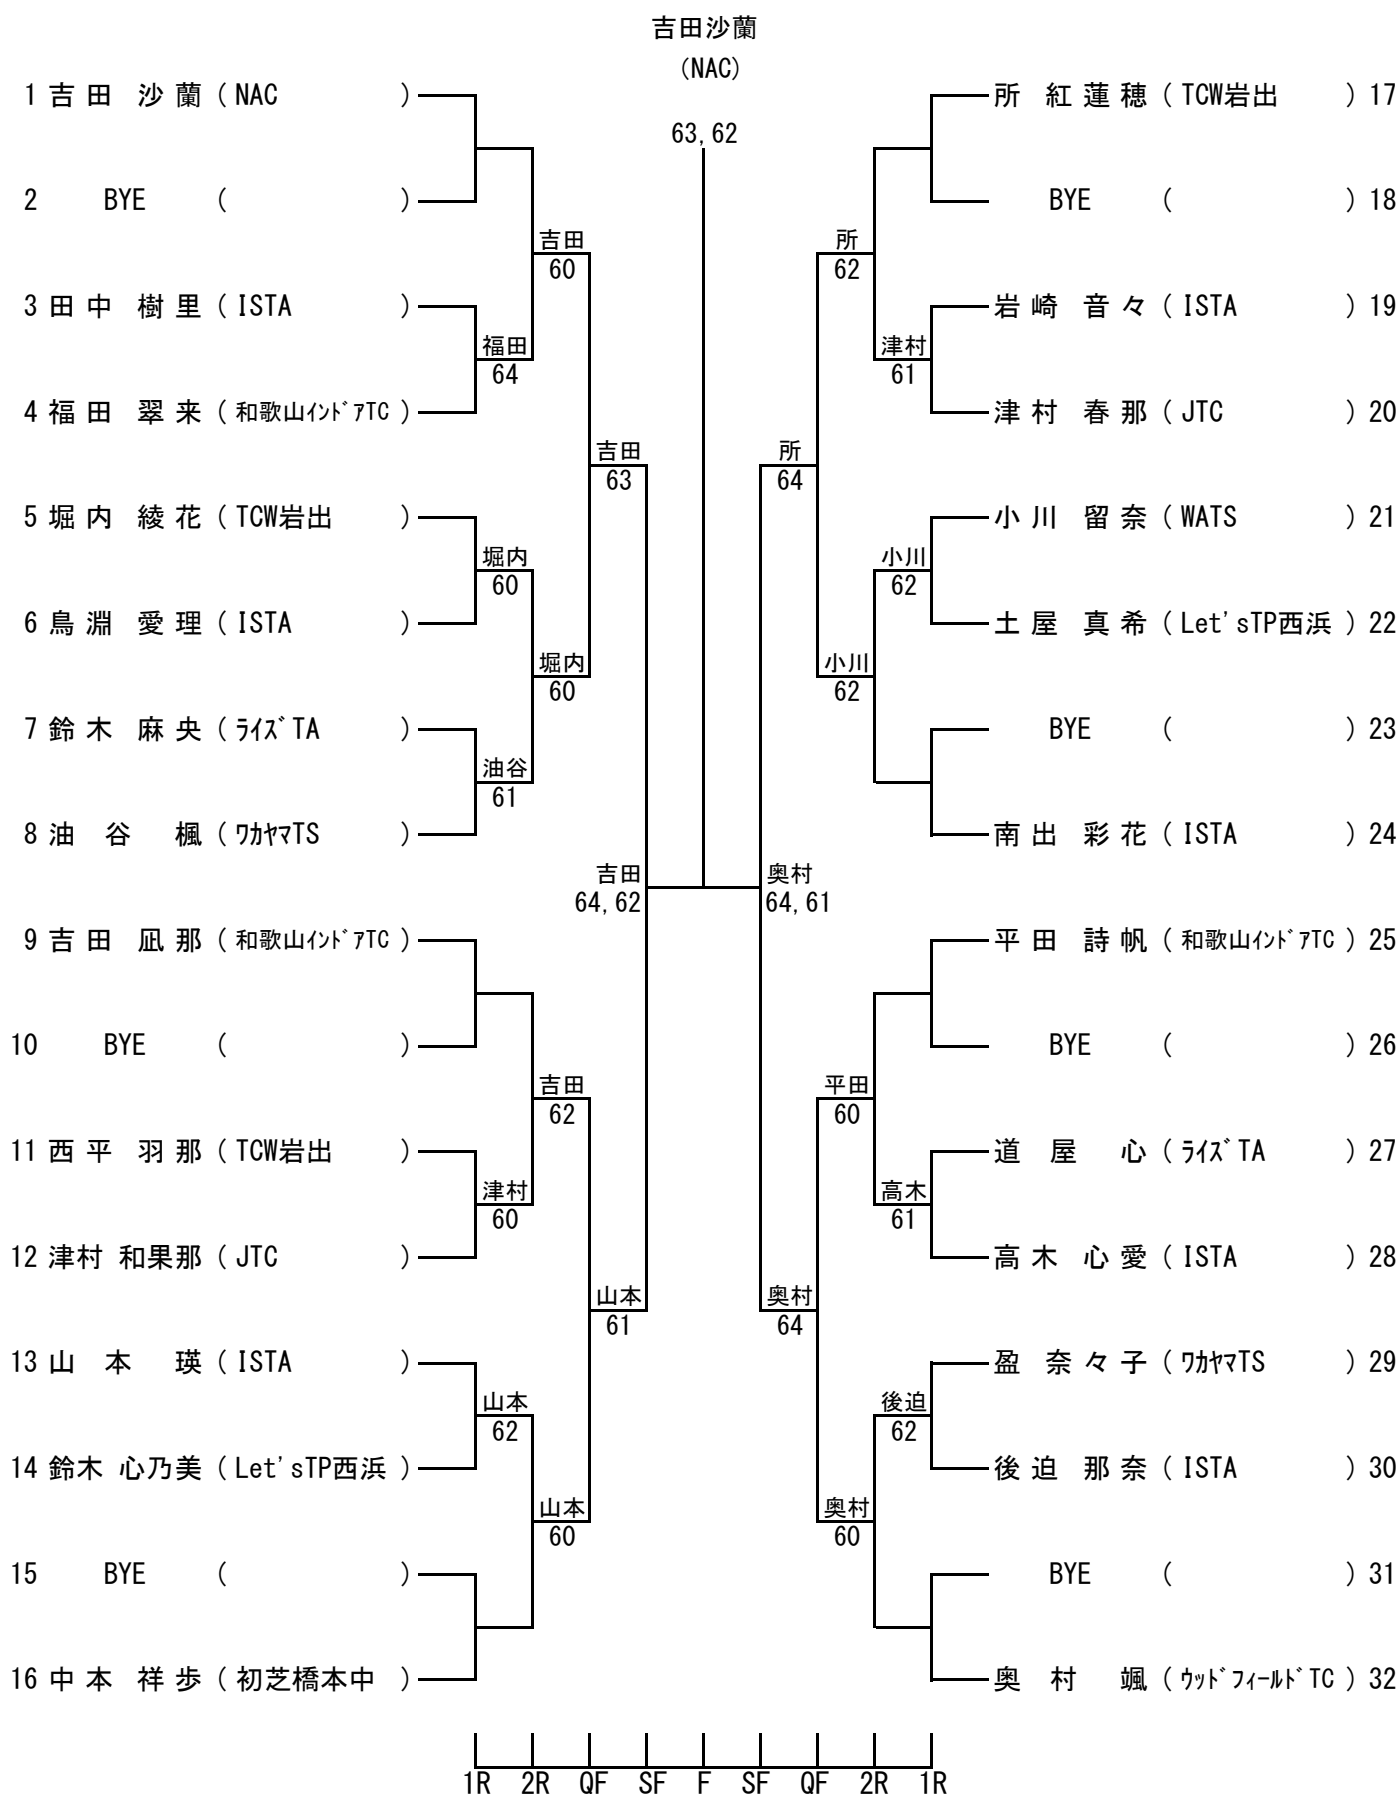 吉田沙蘭
(NAC)
63,62
1 吉田 沙蘭 ( NAC )
2 BYE ( )
3 田中 樹里 ( ISTA )
4 福田 翠来 ( 和歌山インドアTC )
5 堀内 綾花 ( TCW岩出 )
6 鳥淵 愛理 ( ISTA )
7 鈴木 麻央 ( ライズTA )
8 油谷 楓 ( ワカヤマTS )
9 吉田 凪那 ( 和歌山インドアTC )
10 BYE ( )
11 西平 羽那 ( TCW岩出 )
12 津村 和果那 ( JTC )
13 山本 瑛 ( ISTA )
14 鈴木 心乃美 ( Let'sTP西浜 )
15 BYE ( )
16 中本 祥歩 ( 初芝橋本中 )
福田
64
堀内
60
油谷
61
津村
60
山本
62
吉田
60
堀内
60
吉田
62
山本
60
吉田
63
山本
61
吉田
64,62
奥村
64,61
所
64
奥村
64
所
62
小川
62
平田
60
奥村
60
津村
61
小川
62
高木
61
後迫
62
所 紅蓮穂 ( TCW岩出 ) 17
BYE ( ) 18
岩崎 音々 ( ISTA ) 19
津村 春那 ( JTC ) 20
小川 留奈 ( WATS ) 21
土屋 真希 ( Let'sTP西浜 ) 22
BYE ( ) 23
南出 彩花 ( ISTA ) 24
平田 詩帆 ( 和歌山インドアTC ) 25
BYE ( ) 26
道屋 心 ( ライズTA ) 27
高木 心愛 ( ISTA ) 28
盈 奈々子 ( ワカヤマTS ) 29
後迫 那奈 ( ISTA ) 30
BYE ( ) 31
奥村 颯 ( ウッドフィールドTC ) 32
1R 2R QF SF F SF QF 2R 1R